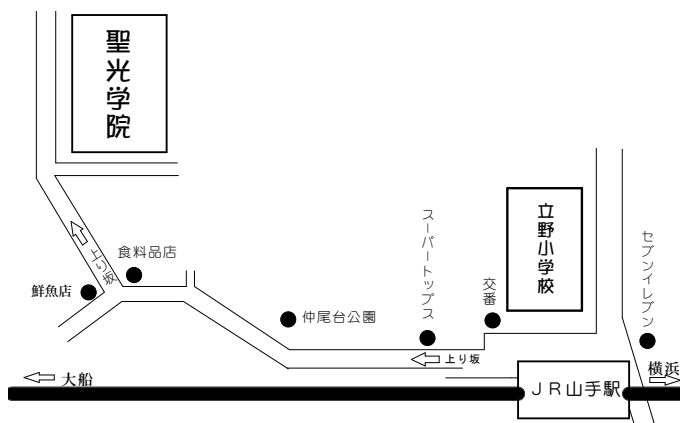 聖光学院
立野小学校
スーパートップス
セブンイレブン
食料品店
上り坂
交番
鮮魚店
仲尾台公園
上り坂
大船
横浜
JR山手駅